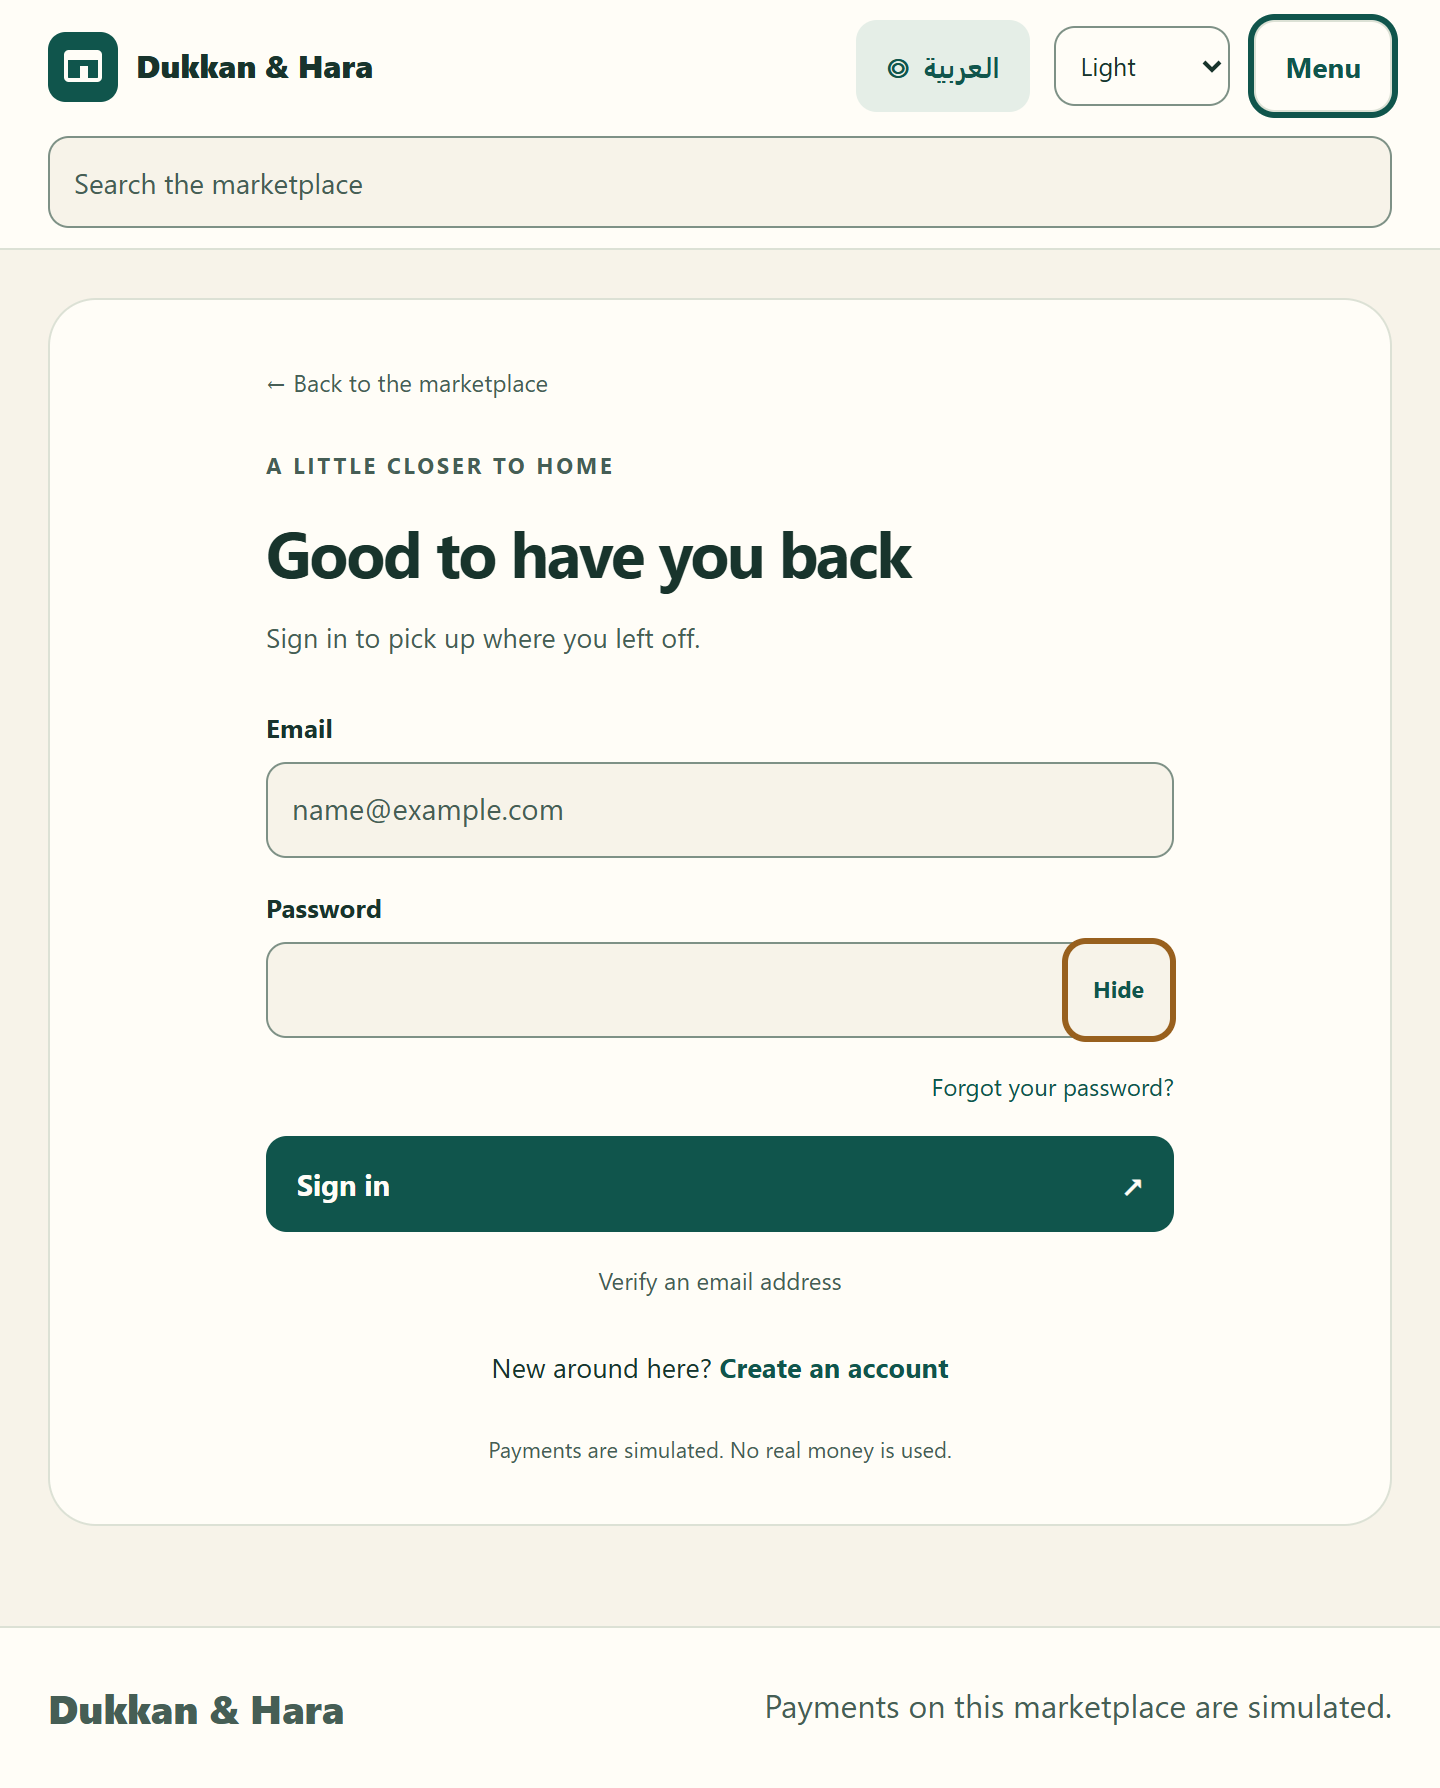 Dukkan & Hara
العربية
Light
Menu
Search the marketplace
← Back to the marketplace
A LITTLE CLOSER TO HOME
Good to have you back
Sign in to pick up where you left off.
Email
name@example.com
Password
Hide
Forgot your password?
Sign in ↗
Verify an email address
New around here? Create an account
Payments are simulated. No real money is used.
Dukkan & Hara
Payments on this marketplace are simulated.